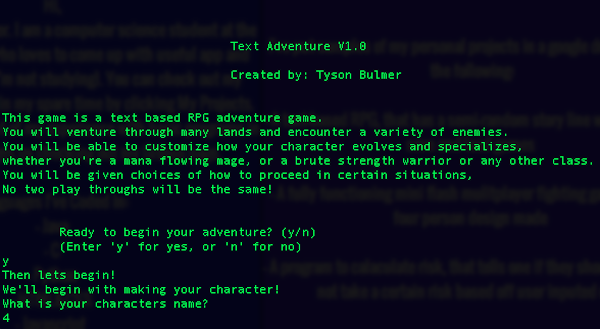 Text Adventure V1.0
Created by: Tyson Bulmer
This game is a text based RPG adventure game.
You will venture through many lands and encounter a variety of enemies.
You will be able to customize how your character evolves and specializes,
whether you're a mana flowing mage, or a brute strength warrior or any other class.
You will be given choices of how to proceed in certain situations,
No two play throughs will be the same!
Ready to begin your adventure? (y/n)
(Enter 'y' for yes, or 'n' for no)
y
Then lets begin!
We'll begin with making your character!
What is your characters name?
4